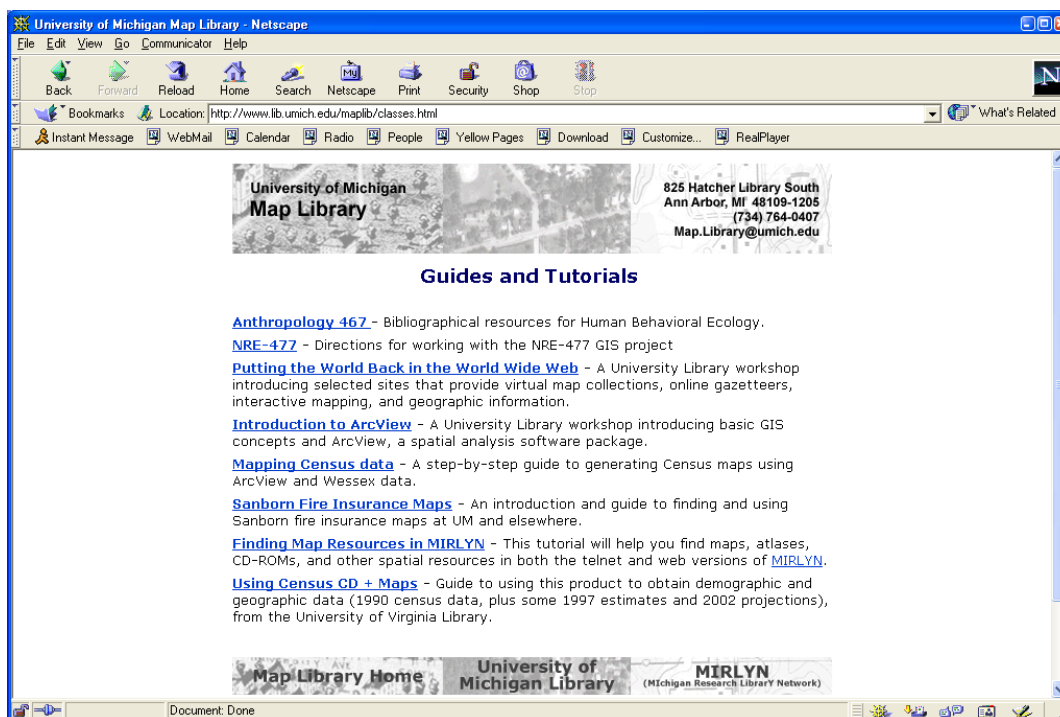 University of Michigan Map Library - Netscape
File Edit View Go Communicator Help
My
N
Back Forward Reload Home Search Netscape Print Security Shop Stop
Bookmarks Location: http://www.lib.umich.edu/maplib/classes.html What's Related
Instant Message WebMail Calendar Radio People Yellow Pages Download Customize... RealPlayer
University of Michigan
Map Library
825 Hatcher Library South
Ann Arbor, MI 48109-1205
(734) 764-0407
Map.Library@umich.edu
Guides and Tutorials
Anthropology 467 - Bibliographical resources for Human Behavioral Ecology.
NRE-477 - Directions for working with the NRE-477 GIS project
Putting the World Back in the World Wide Web - A University Library workshop
introducing selected sites that provide virtual map collections, online gazetteers,
interactive mapping, and geographic information.
Introduction to ArcView - A University Library workshop introducing basic GIS
concepts and ArcView, a spatial analysis software package.
Mapping Census data - A step-by-step guide to generating Census maps using
ArcView and Wessex data.
Sanborn Fire Insurance Maps - An introduction and guide to finding and using
Sanborn fire insurance maps at UM and elsewhere.
Finding Map Resources in MIRLYN - This tutorial will help you find maps, atlases,
CD-ROMs, and other spatial resources in both the telnet and web versions of MIRLYN.
Using Census CD + Maps - Guide to using this product to obtain demographic and
geographic data (1990 census data, plus some 1997 estimates and 2002 projections),
from the University of Virginia Library.
Map Library Home
University of
Michigan Library
MIRLYN
(MIchigan Research LibrarY Network)
Document: Done